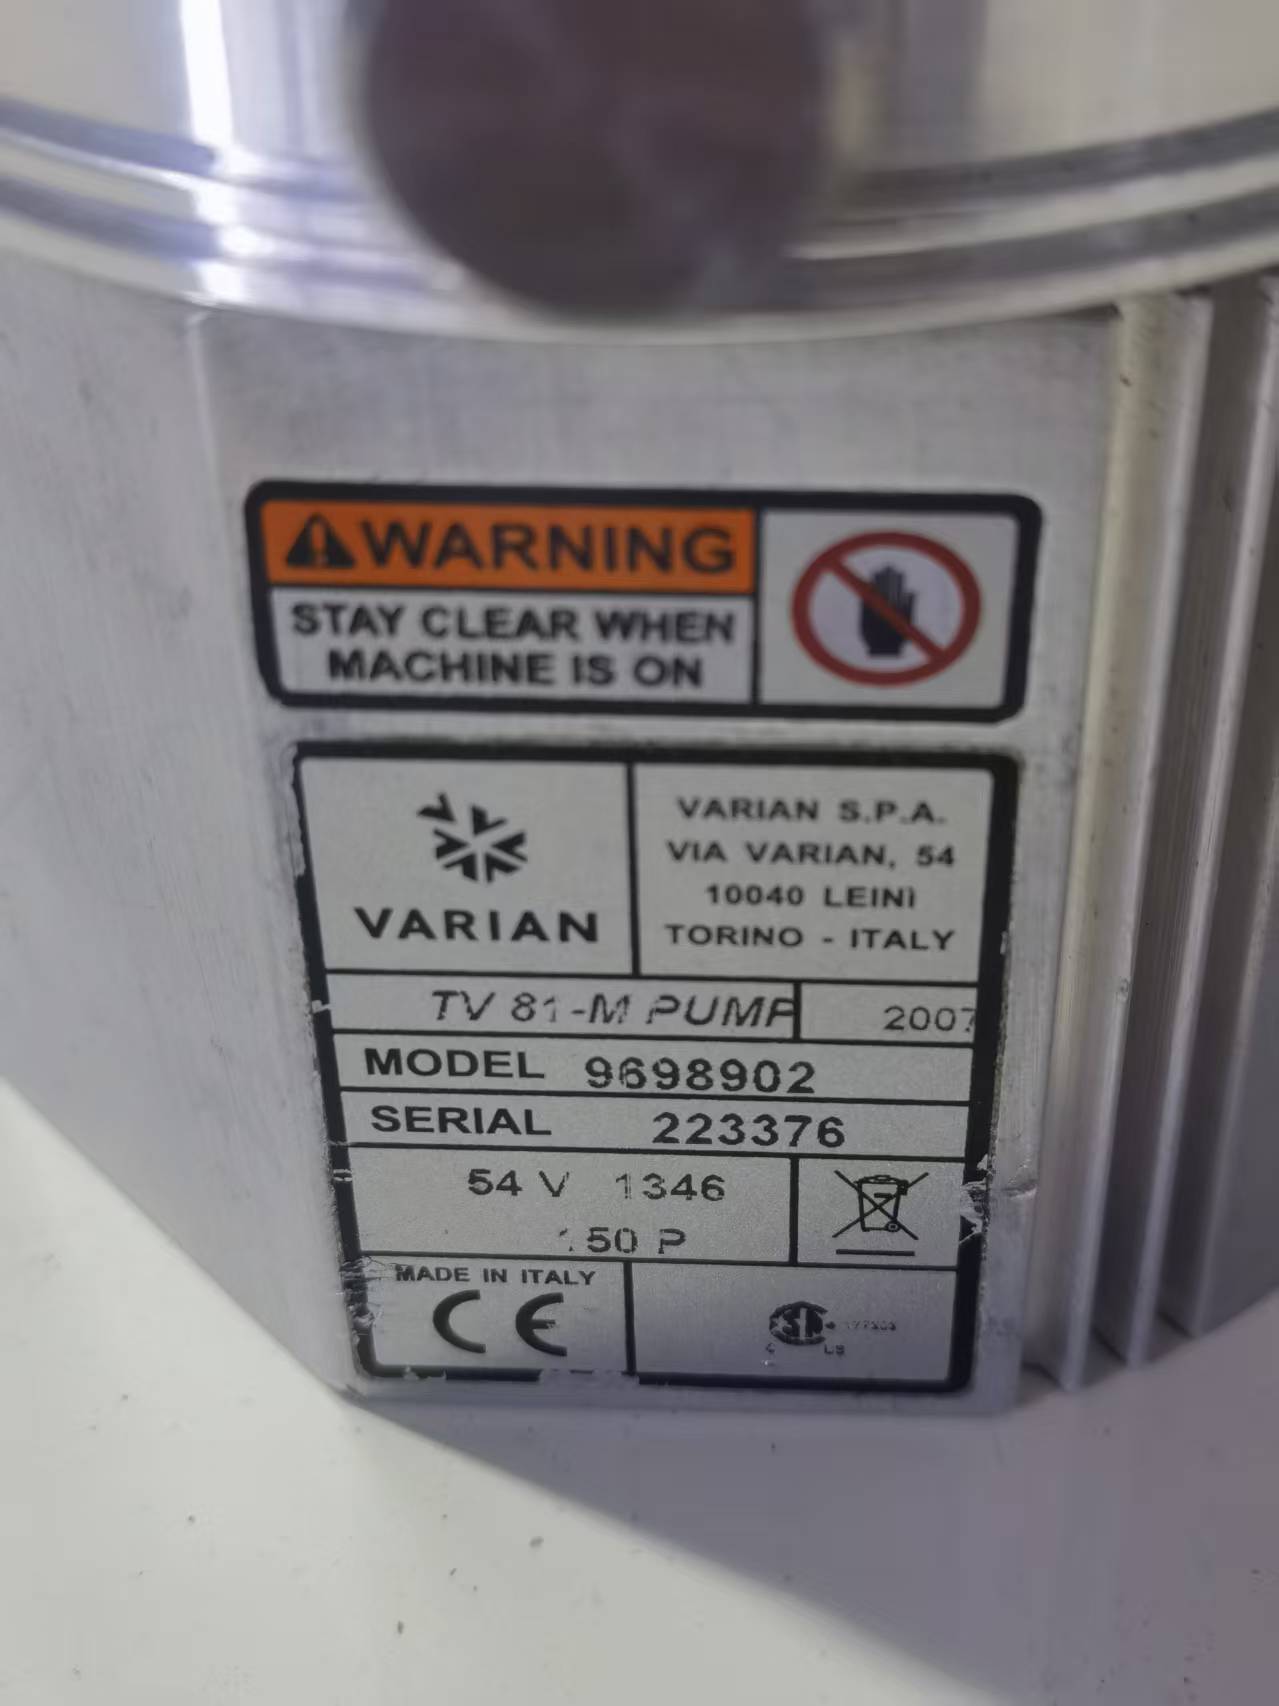 WARNING
STAY CLEAR WHEN
MACHINE IS ON
VARIAN
VARIAN S.P.A.
VIA VARIAN, 54
10040 LEINì
TORINO - ITALY
TV 81-M PUMP
2007
MODEL 9698902
SERIAL 223376
54 V 1346
150 P
MADE IN ITALY
CE